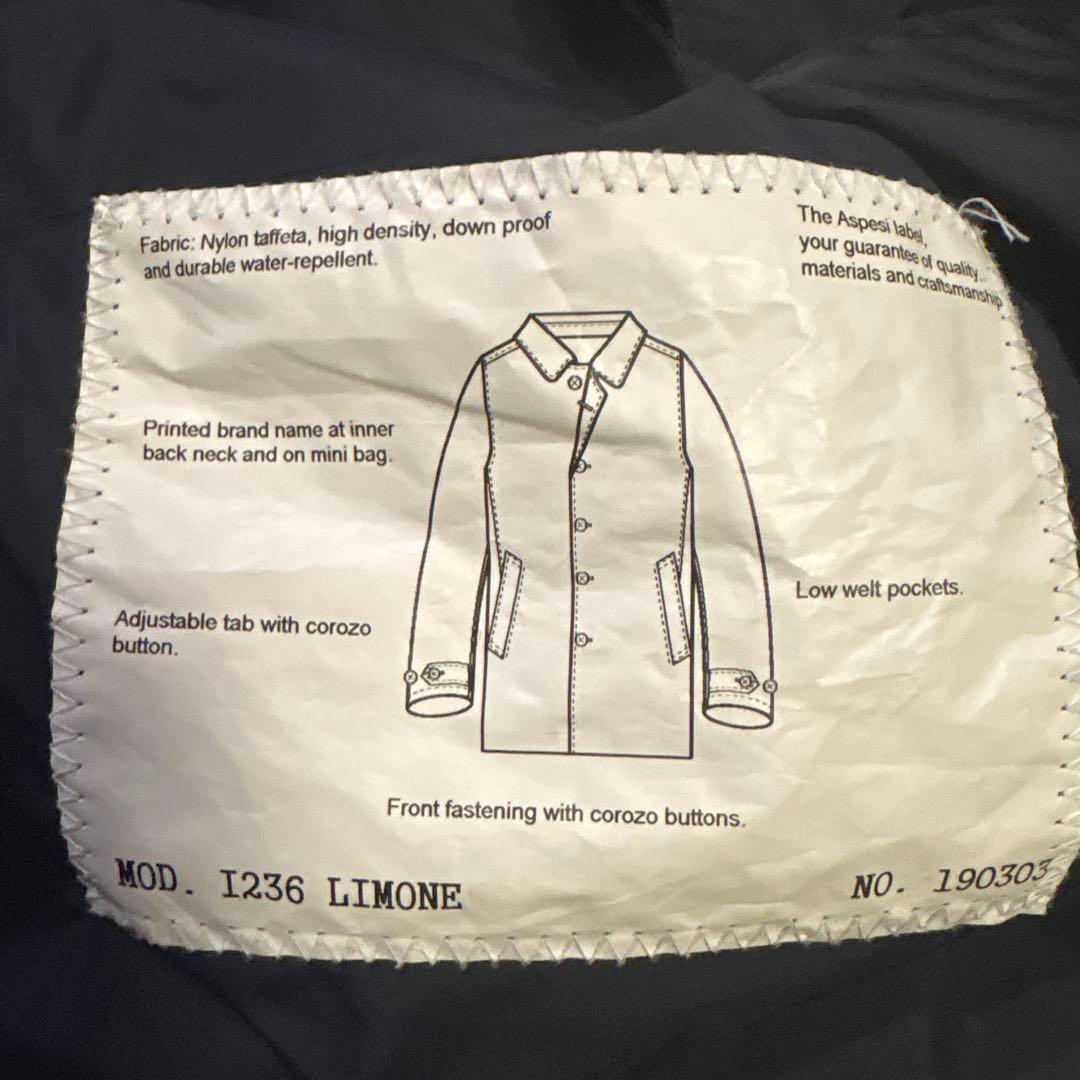 Fabric: Nylon taffeta, high density, down proof
and durable water-repellent.
The Aspesi label,
your guarantee of quality,
materials and craftsmanship
Printed brand name at inner
back neck and on mini bag.
Adjustable tab with corozo
button.
Low welt pockets.
Front fastening with corozo buttons.
MOD. I236 LIMONE
NO. 190303